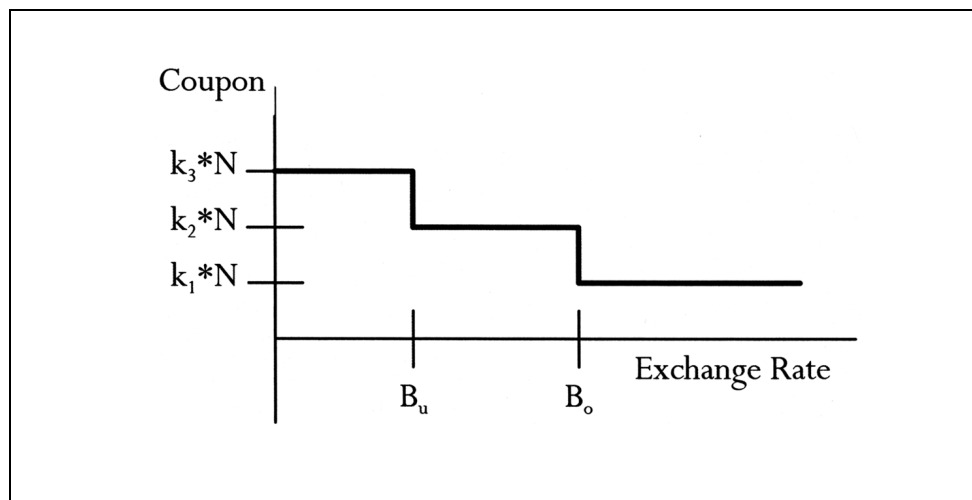 Coupon
k₃*N
k₂*N
k₁*N
Exchange Rate
Bᵤ
Bₒ